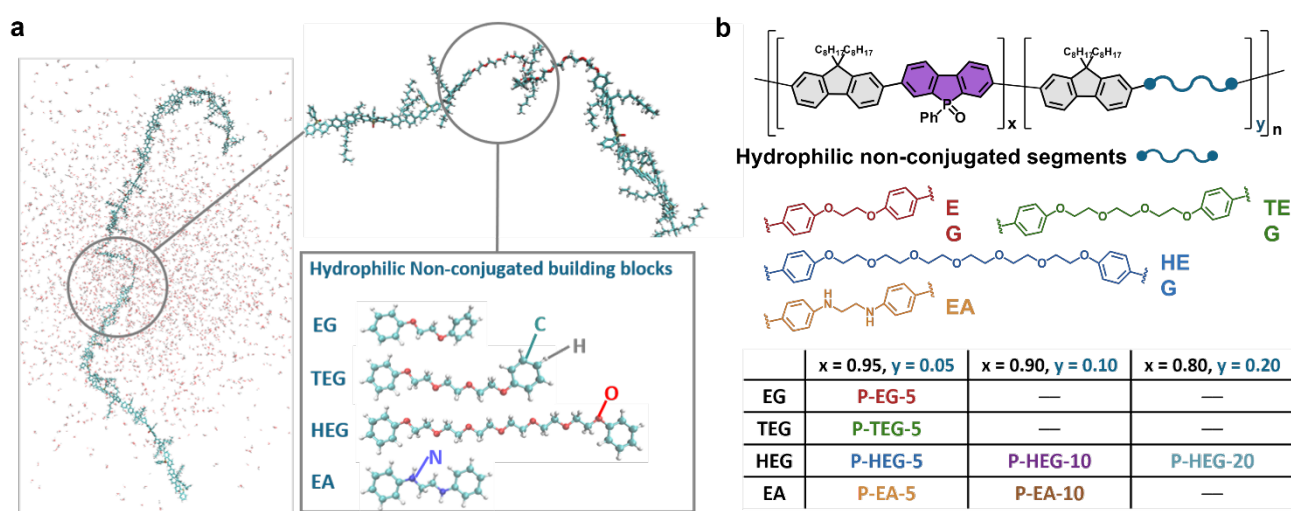 a
Hydrophilic Non-conjugated building blocks
EG
TEG
HEG
EA
C
H
O
N
b
C8H17 C8H17
C8H17 C8H17
P
Ph O
x
y
n
Hydrophilic non-conjugated segments
O O
E
G
O O O O
TE
G
O O O O O O O
HE
G
H
N
N
H
EA
x = 0.95, y = 0.05 x = 0.90, y = 0.10 x = 0.80, y = 0.20
EG P-EG-5 — —
TEG P-TEG-5 — —
HEG P-HEG-5 P-HEG-10 P-HEG-20
EA P-EA-5 P-EA-10 —